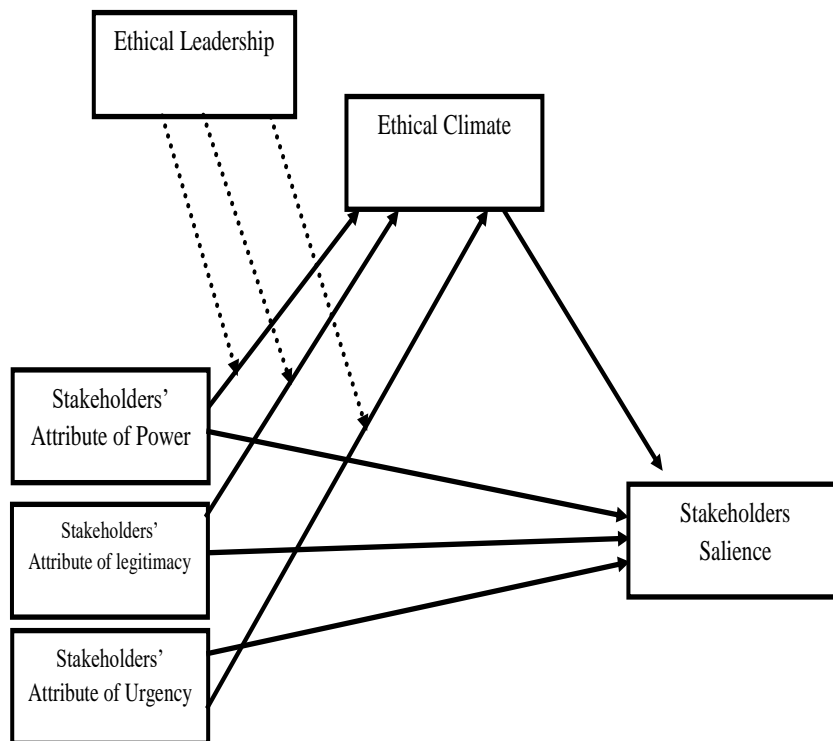 Ethical Leadership
Ethical Climate
Stakeholders’
Attribute of Power
Stakeholders’
Attribute of legitimacy
Stakeholders’
Attribute of Urgency
Stakeholders
Salience